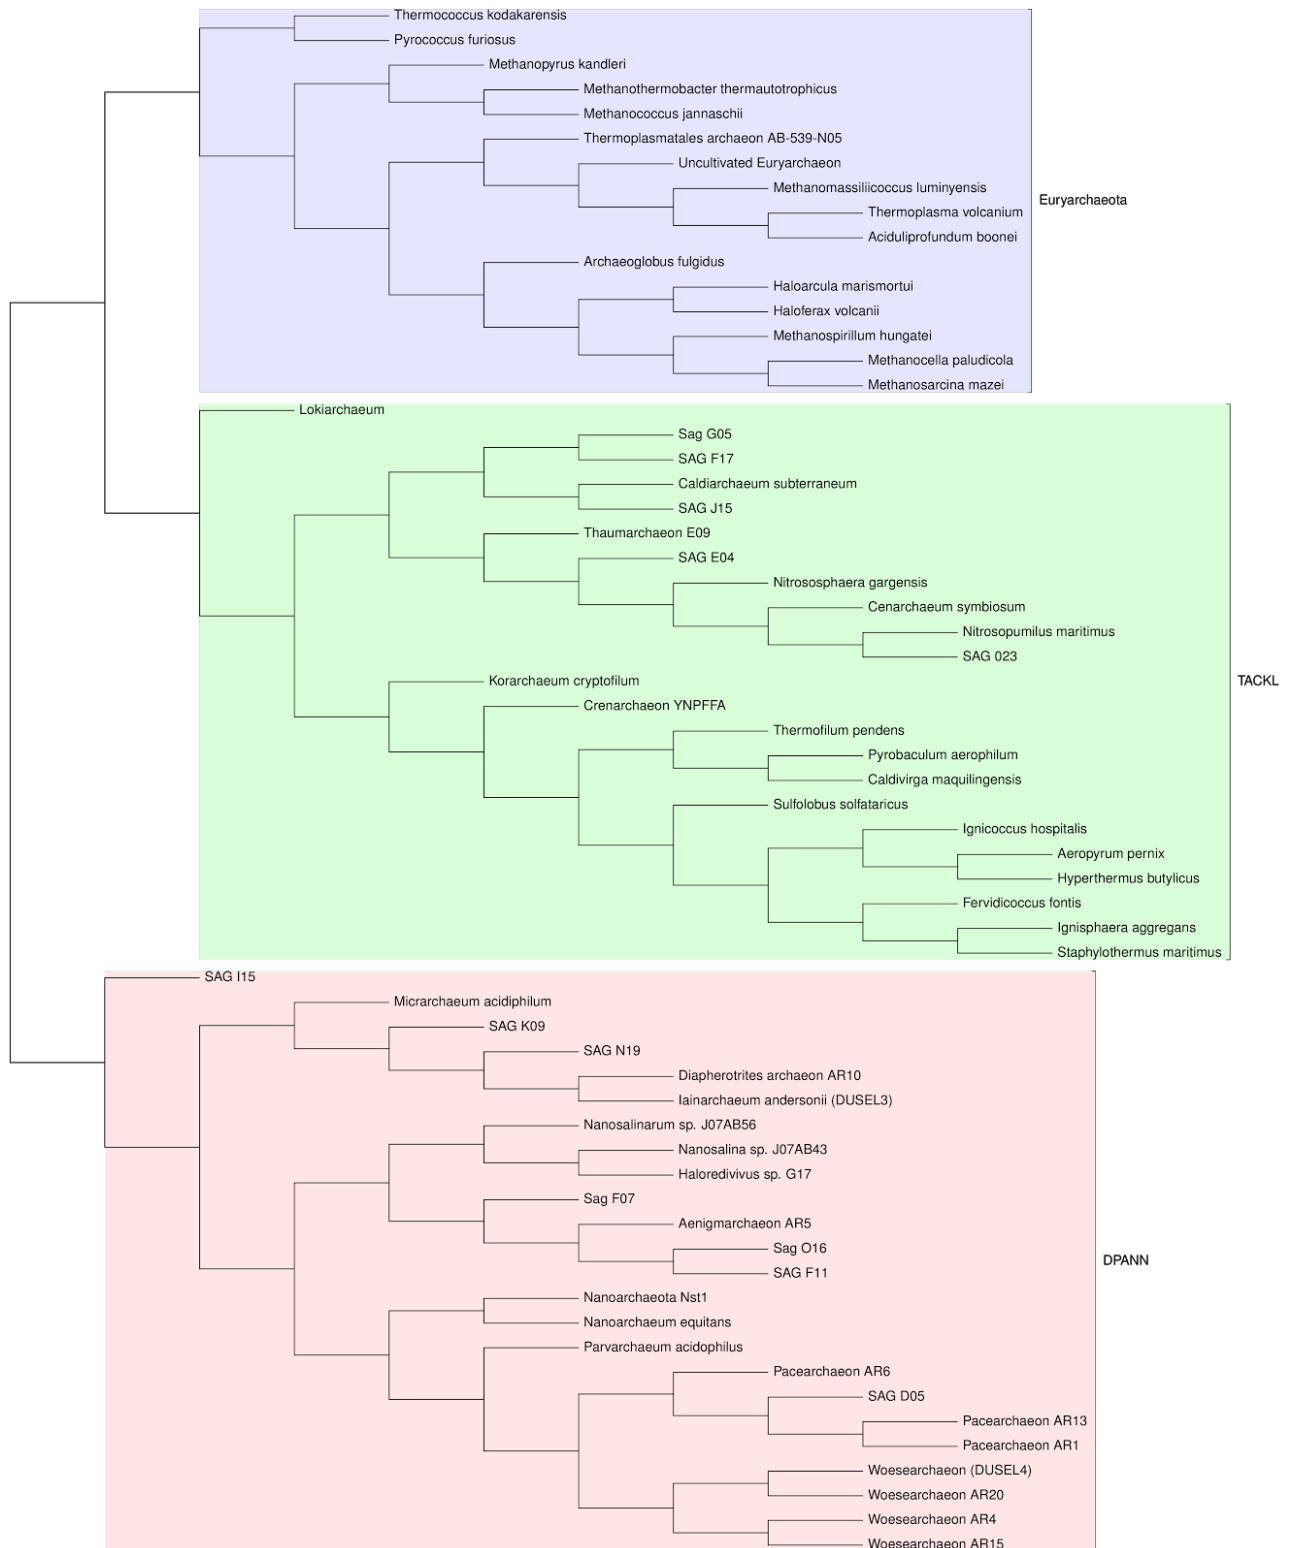 Thermococcus kodakarensis
Pyrococcus furiosus
Methanopyrus kandleri
Methanothermobacter thermautotrophicus
Methanococcus jannaschii
Thermoplasmatales archaeon AB-539-N05
Uncultivated Euryarchaeon
Methanomassiliicoccus luminyensis
Euryarchaeota
Thermoplasma volcanium
Aciduliprofundum boonei
Archaeoglobus fulgidus
Haloarcula marismortui
Haloferax volcanii
Methanospirillum hungatei
Methanocella paludicola
Methanosarcina mazei
Lokiarchaeum
Sag G05
SAG F17
Caldiarchaeum subterraneum
SAG J15
Thaumarchaeon E09
SAG E04
Nitrososphaera gargensis
Cenarchaeum symbiosum
Nitrosopumilus maritimus
SAG 023
Korarchaeum cryptofilum
TACKL
Crenarchaeon YNPFFA
Thermofilum pendens
Pyrobaculum aerophilum
Caldivirga maquilingensis
Sulfolobus solfataricus
Ignicoccus hospitalis
Aeropyrum pernix
Hyperthermus butylicus
Fervidicoccus fontis
Ignisphaera aggregans
Staphylothermus maritimus
SAG I15
Micrarchaeum acidiphilum
SAG K09
SAG N19
Diapherotrites archaeon AR10
Iainarchaeum andersonii (DUSEL3)
Nanosalinarum sp. J07AB56
Nanosalina sp. J07AB43
Haloredivivus sp. G17
Sag F07
Aenigmarchaeon AR5
Sag O16
DPANN
SAG F11
Nanoarchaeota Nst1
Nanoarchaeum equitans
Parvarchaeum acidophilus
Pacearchaeon AR6
SAG D05
Pacearchaeon AR13
Pacearchaeon AR1
Woesearchaeon (DUSEL4)
Woesearchaeon AR20
Woesearchaeon AR4
Woesearchaeon AR15